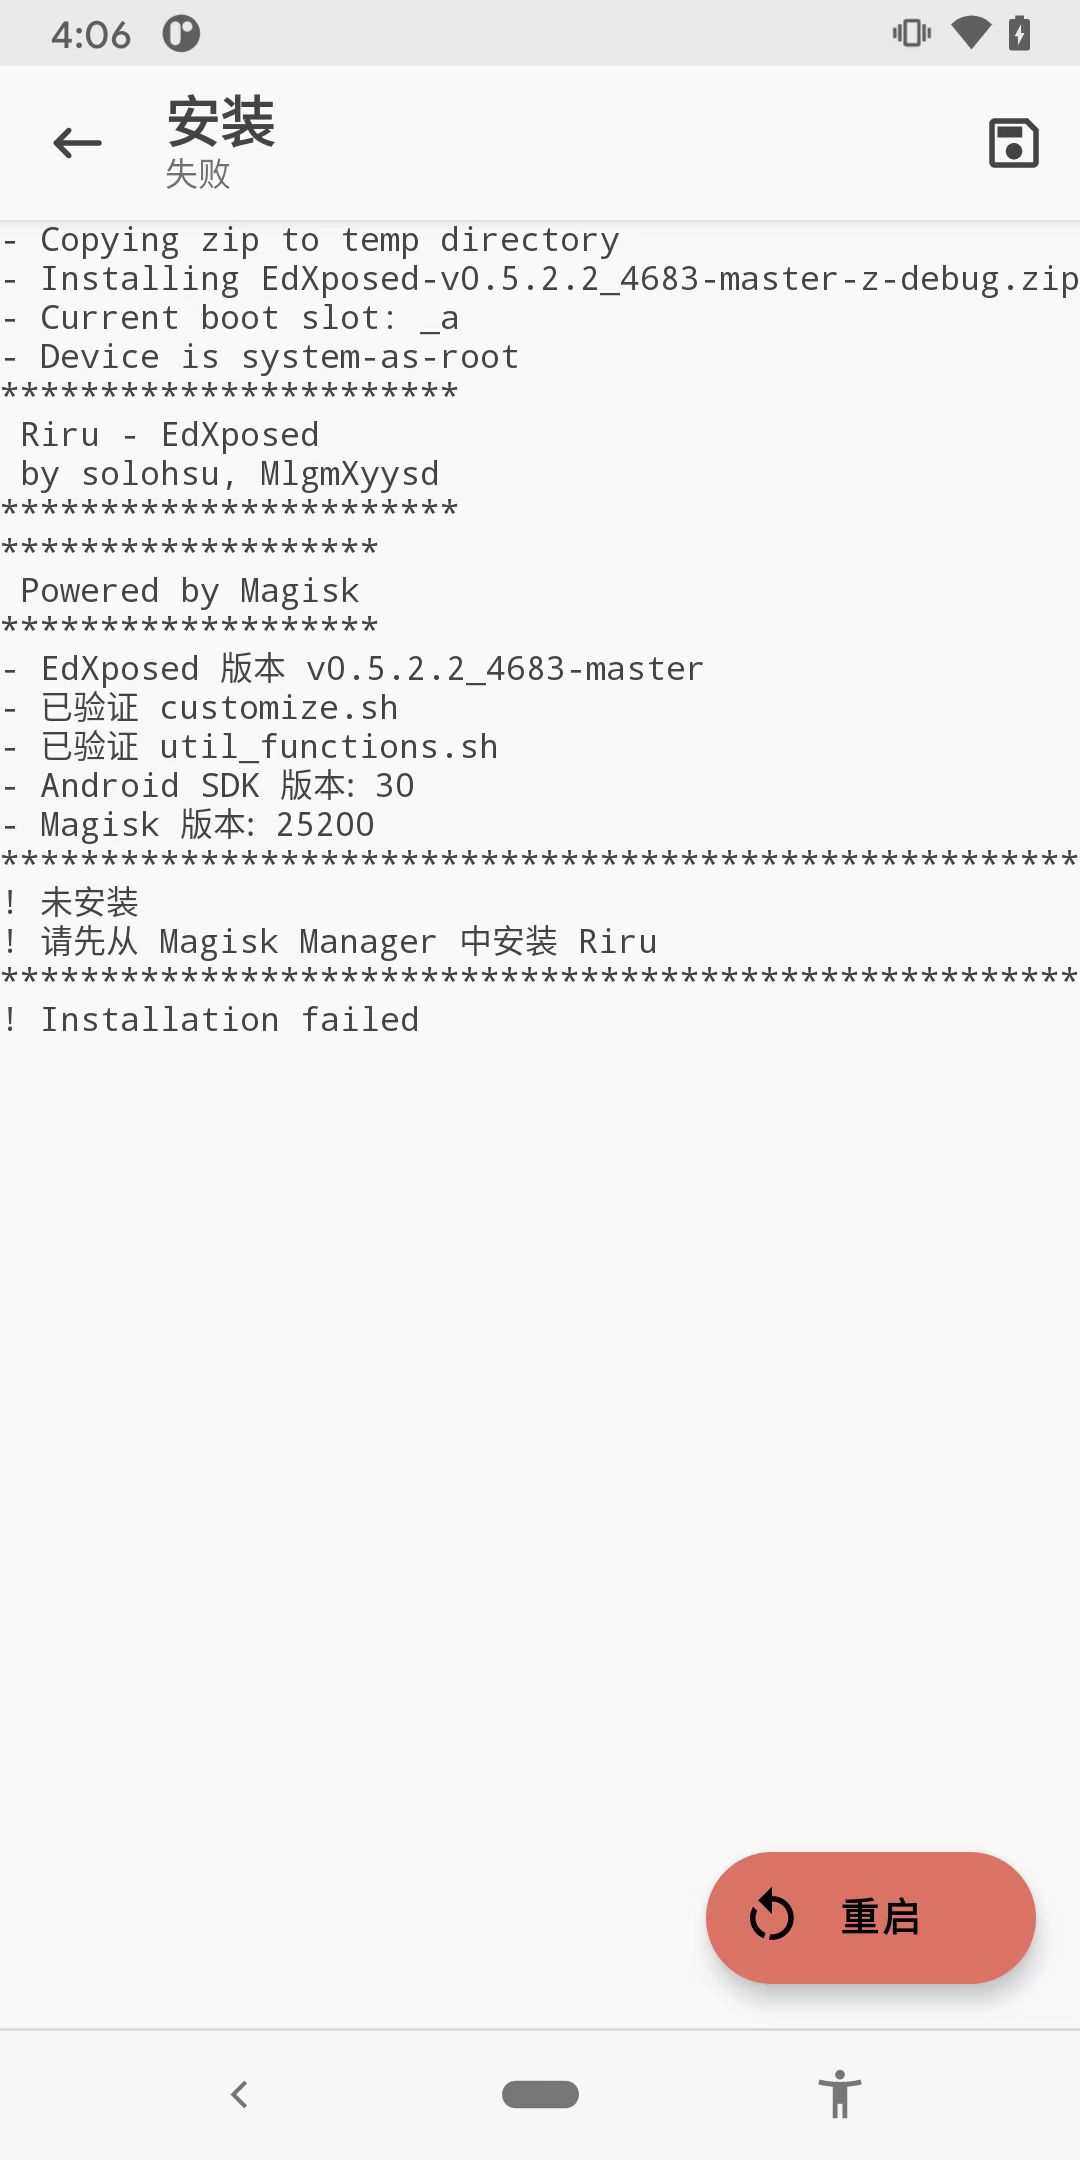 4:06
安装
失败
- Copying zip to temp directory
- Installing EdXposed-v0.5.2.2_4683-master-z-debug.zip
- Current boot slot: _a
- Device is system-as-root
***********************
Riru - EdXposed
by solohsu, MlgmXyysd
***********************
*******************
Powered by Magisk
*******************
- EdXposed 版本 v0.5.2.2_4683-master
- 已验证 customize.sh
- 已验证 util_functions.sh
- Android SDK 版本: 30
- Magisk 版本: 25200
******************************************************
! 未安装
! 请先从 Magisk Manager 中安装 Riru
******************************************************
! Installation failed
重启